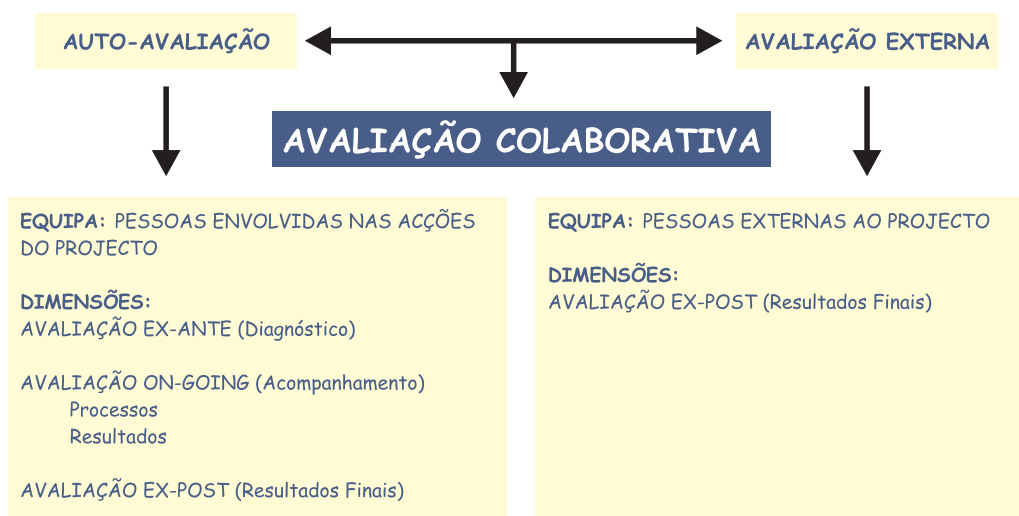 AUTO-AVALIAÇÃO
AVALIAÇÃO EXTERNA
AVALIAÇÃO COLABORATIVA
EQUIPA: PESSOAS ENVOLVIDAS NAS ACÇÕES
DO PROJECTO
DIMENSÕES:
AVALIAÇÃO EX-ANTE (Diagnóstico)
AVALIAÇÃO ON-GOING (Acompanhamento)
Processos
Resultados
AVALIAÇÃO EX-POST (Resultados Finais)
EQUIPA: PESSOAS EXTERNAS AO PROJECTO
DIMENSÕES:
AVALIAÇÃO EX-POST (Resultados Finais)